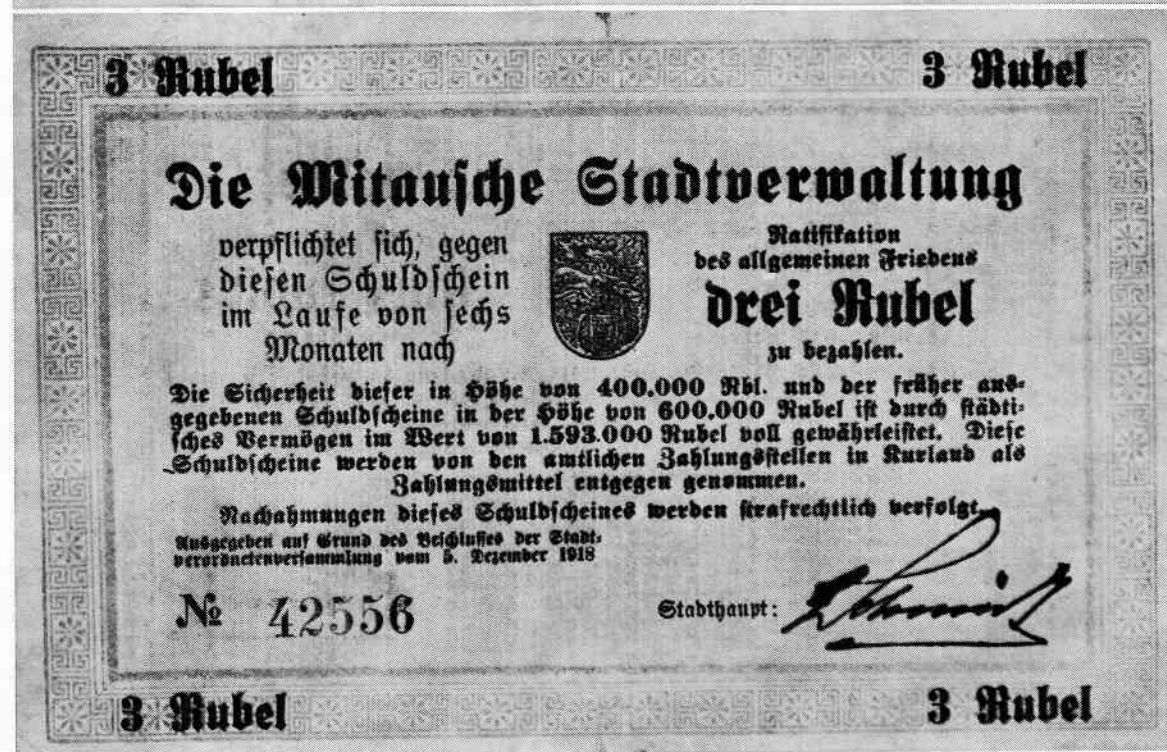 3 Rubel
3 Rubel
Die Mitausche Stadtverwaltung
verpflichtet sich, gegen
diesen Schuldschein
im Laufe von sechs
Monaten nach
Ratifikation
des allgemeinen Friedens
drei Rubel
zu bezahlen.
Die Sicherheit dieser in Höhe von 400.000 Rbl. und der früher aus-
gegebenen Schuldscheine in der Höhe von 600.000 Rubel ist durch städti-
sches Vermögen im Wert von 1.593.000 Rubel voll gewährleistet. Diese
Schuldscheine werden von den amtlichen Zahlungsstellen in Kurland als
Zahlungsmittel entgegen genommen.
Nachahmungen dieses Schuldscheines werden strafrechtlich verfolgt.
Ausgegeben auf Grund des Beschlusses der Stadt-
verordnetenversammlung vom 5. Dezember 1918
№ 42556
Stadthaupt:
3 Rubel
3 Rubel